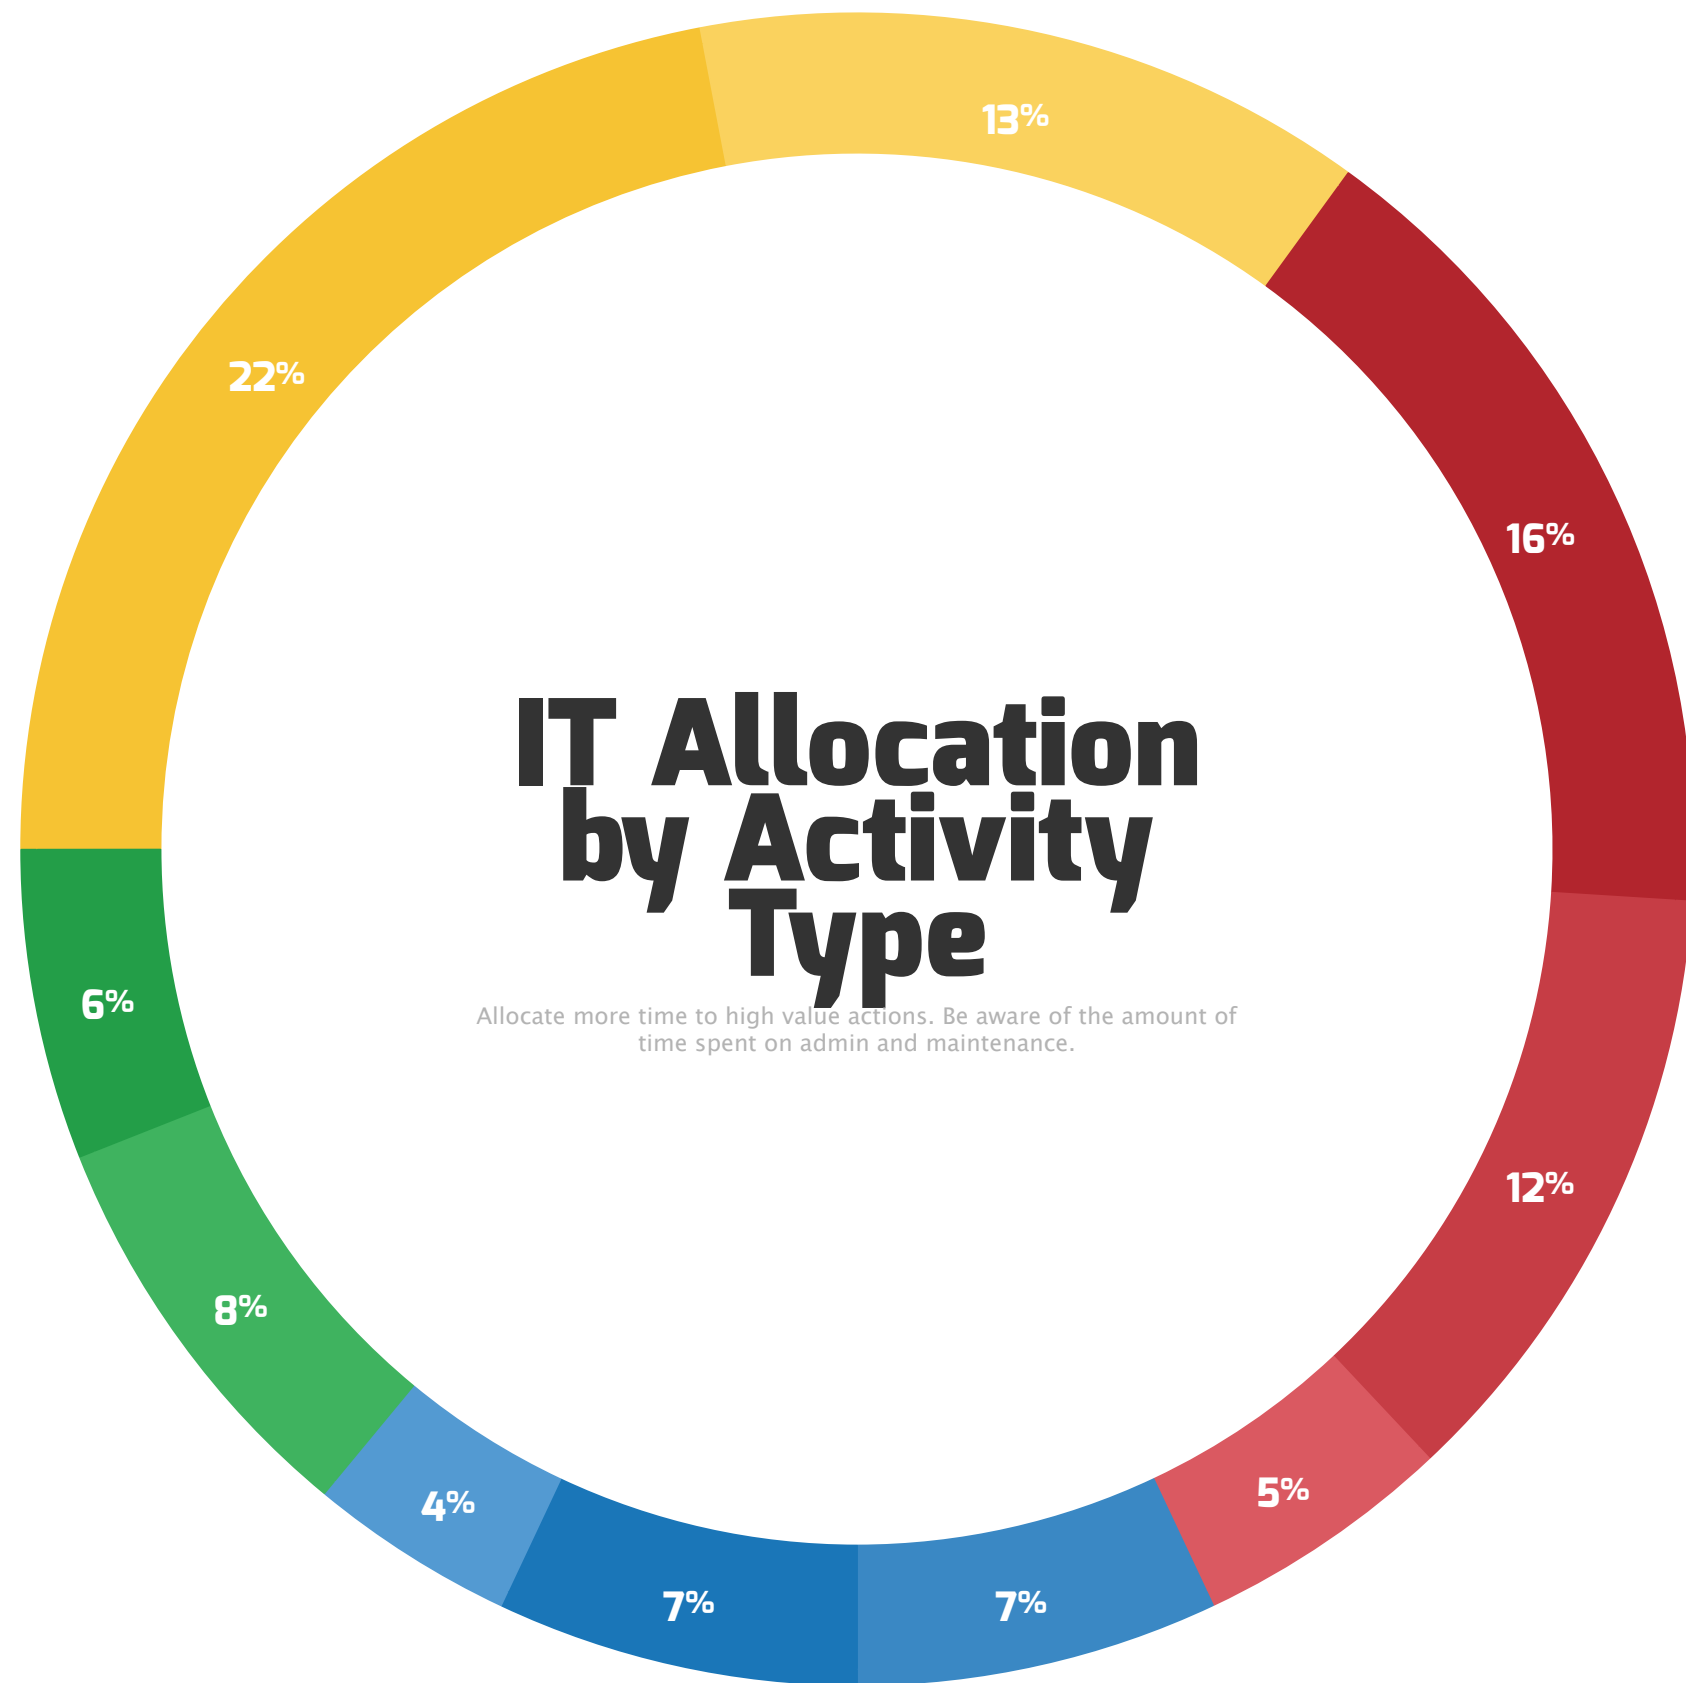 13%
22%
16%
IT Allocation
by Activity
Type
Allocate more time to high value actions. Be aware of the amount of
time spent on admin and maintenance.
6%
12%
8%
5%
4%
7%
7%